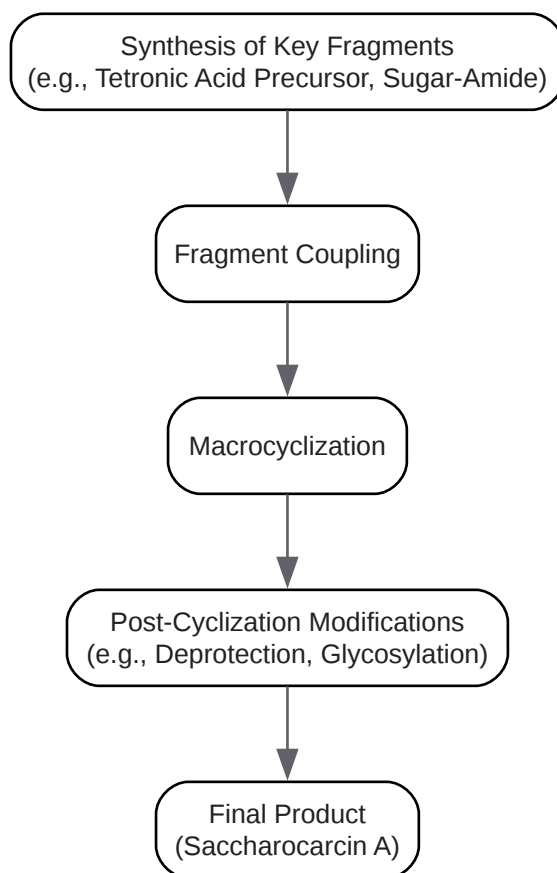 Synthesis of Key Fragments
(e.g., Tetronic Acid Precursor, Sugar-Amide)
Fragment Coupling
Macrocyclization
Post-Cyclization Modifications
(e.g., Deprotection, Glycosylation)
Final Product
(Saccharocarcin A)